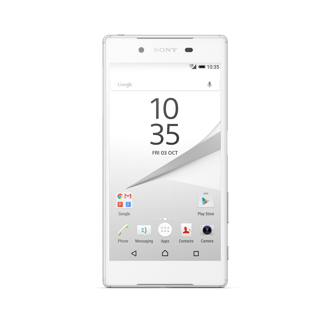 SONY
10:35
Google
10
35
FRI 03 OCT
Google
Play Store
Phone
Messaging
Apps
Contacts
Camera